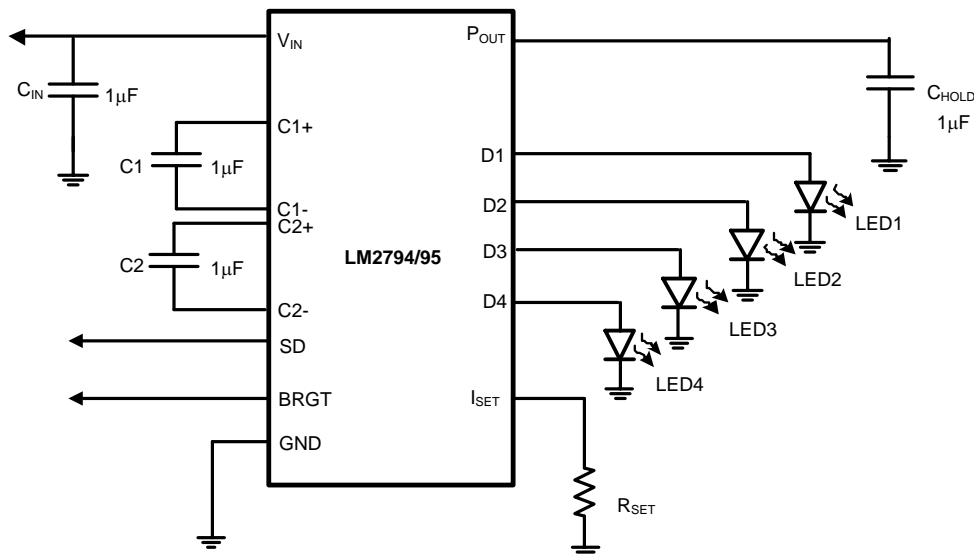 V_IN
P_OUT
C_IN
1μF
C_HOLD
1μF
C1+
C1
1μF
D1
C1-
C2+
D2
LED1
C2
1μF
LM2794/95
D3
LED2
C2-
D4
LED3
SD
LED4
BRGT
I_SET
GND
R_SET